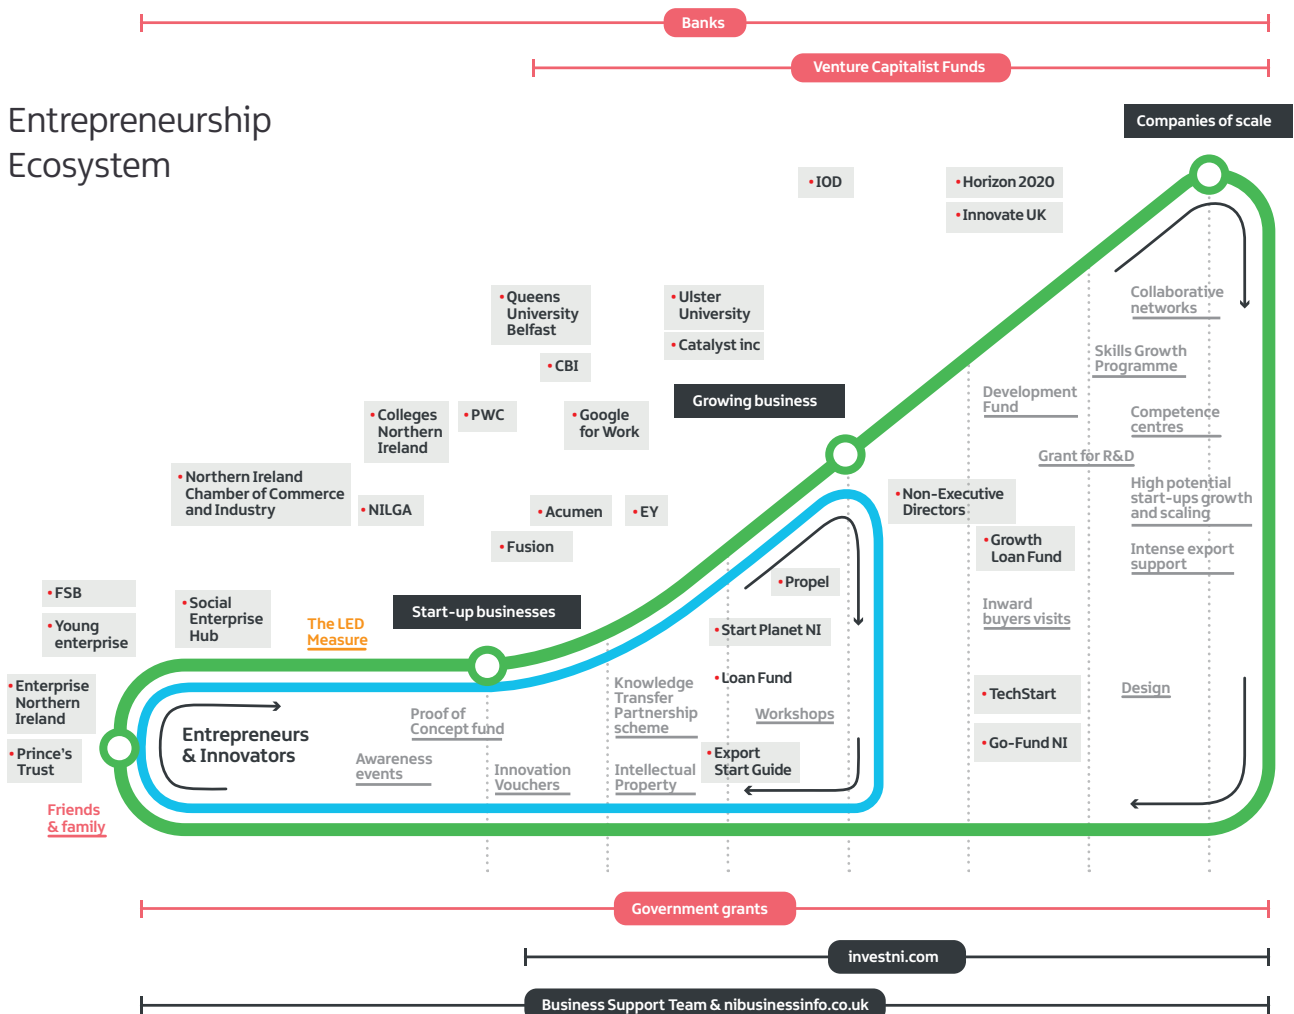 Banks
Venture Capitalist Funds
Entrepreneurship
Ecosystem
Companies of scale
• IOD
• Horizon 2020
• Innovate UK
• Queens
University
Belfast
• Ulster
University
• Catalyst inc
• CBI
Growing business
• Colleges
Northern
Ireland
• PWC
• Google
for Work
• Northern Ireland
Chamber of Commerce
and Industry
• NILGA
• Acumen
• EY
• Fusion
• FSB
• Young
enterprise
• Social
Enterprise
Hub
The LED
Measure
Start-up businesses
• Enterprise
Northern
Ireland
• Prince's
Trust
Friends
& family
Entrepreneurs
& Innovators
Proof of
Concept fund
Awareness
events
Innovation
Vouchers
Knowledge
Transfer
Partnership
scheme
Intellectual
Property
• Propel
• Start Planet NI
• Loan Fund
Workshops
• Export
Start Guide
• Non-Executive
Directors
• Growth
Loan Fund
Inward
buyers visits
• TechStart
• Go-Fund NI
Collaborative
networks
Skills Growth
Programme
Development
Fund
Competence
centres
Grant for R&D
High potential
start-ups growth
and scaling
Intense export
support
Design
Government grants
investni.com
Business Support Team & nibusinessinfo.co.uk